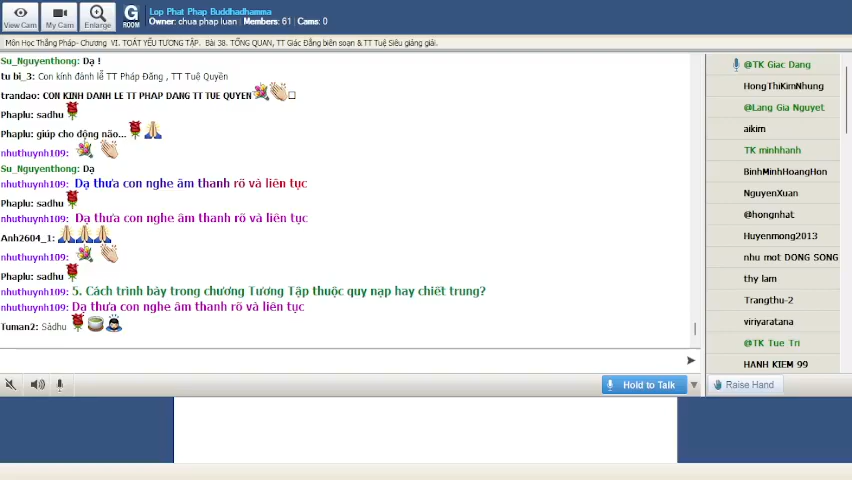 View Cam
My Cam
Enlarge
G
ROOM
Lop Phat Phap Buddhadhamma
Owner: chua phap luan Members: 61 Cams: 0
Môn Học Thắng Pháp- Chương VI. TOÁT YẾU TƯƠNG TẬP. Bài 38. TỔNG QUAN, TT Giác Đẳng biên soạn & TT Tuệ Siêu giảng giải.
Su_Nguyenthong: Dạ !
tu bi_3: Con kính đảnh lễ TT Pháp Đăng , TT Tuệ Quyền
trandao: CON KINH DANH LE TT PHAP DANG TT TUE QUYEN
Phaplu: sadhu
Phaplu: giúp cho động não...
nhuthuynh109:
Su_Nguyenthong: Dạ
nhuthuynh109: Dạ thưa con nghe âm thanh rõ và liên tục
Phaplu: sadhu
nhuthuynh109: Dạ thưa con nghe âm thanh rõ và liên tục
Anh2604_1:
nhuthuynh109:
Phaplu: sadhu
nhuthuynh109: 5. Cách trình bày trong chương Tương Tập thuộc quy nạp hay chiết trung?
nhuthuynh109: Dạ thưa con nghe âm thanh rõ và liên tục
Tuman2: Sādhu
Hold to Talk
@TK Giac Dang
HongThiKimNhung
@Lang Gia Nguyet
aikim
TK minhhanh
BinhMinhHoangHon
NguyenXuan
@hongnhat
Huyenmong2013
nhu mot DONG SONG
thy lam
Trangthu-2
viriyaratana
@TK Tue Tri
HANH KIEM 99
Raise Hand